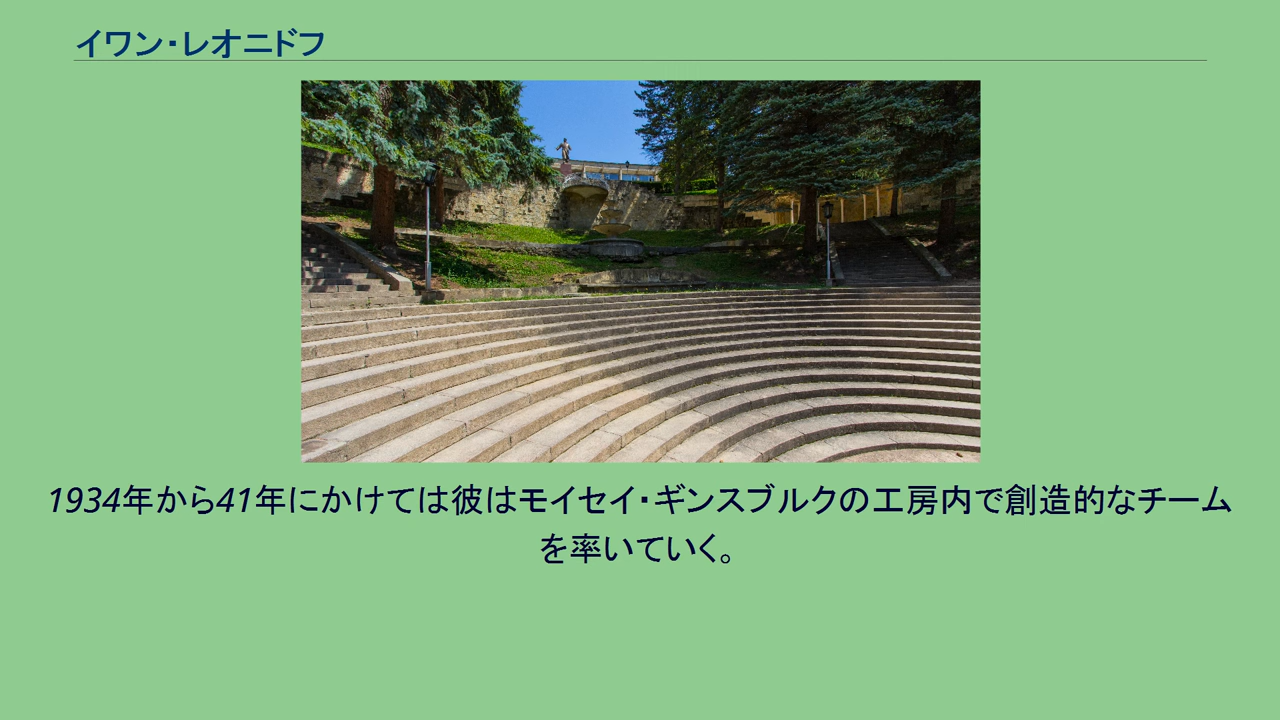 イワン・レオニドフ
1934年から41年にかけては彼はモイセイ・ギンスブルクの工房内で創造的なチーム
を率いていく。